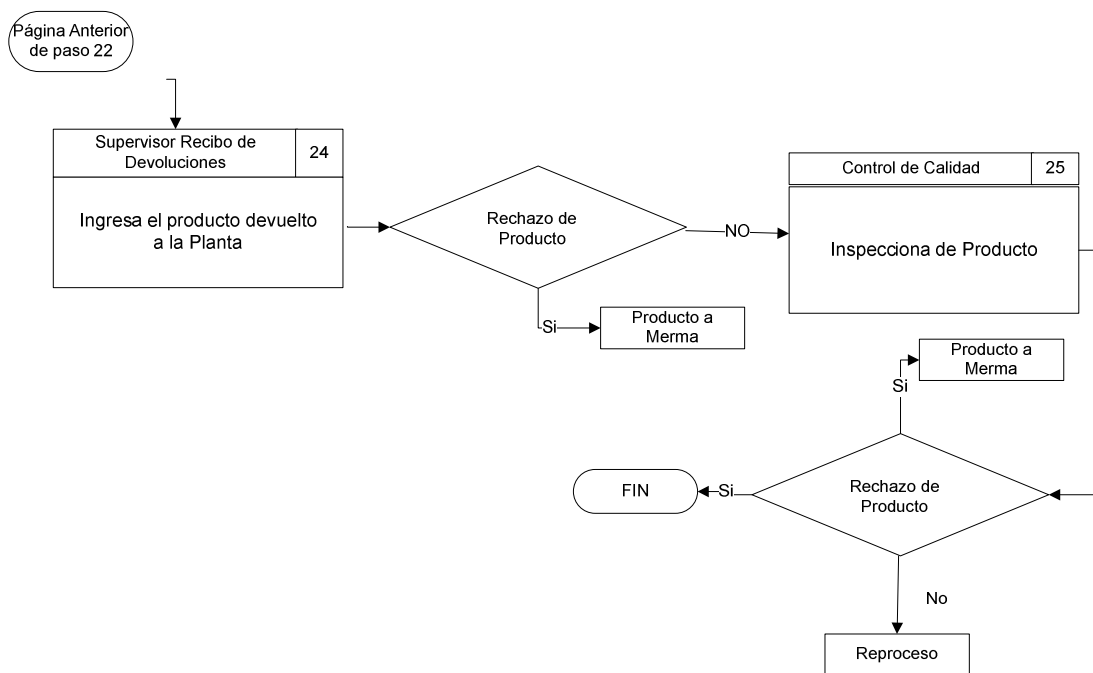 Página Anterior
de paso 22
Supervisor Recibo de
Devoluciones
24
Ingresa el producto devuelto
a la Planta
Rechazo de
Producto
NO
Si
Producto a
Merma
Control de Calidad
25
Inspecciona de Producto
Producto a
Merma
Si
Rechazo de
Producto
Si
FIN
No
Reproceso